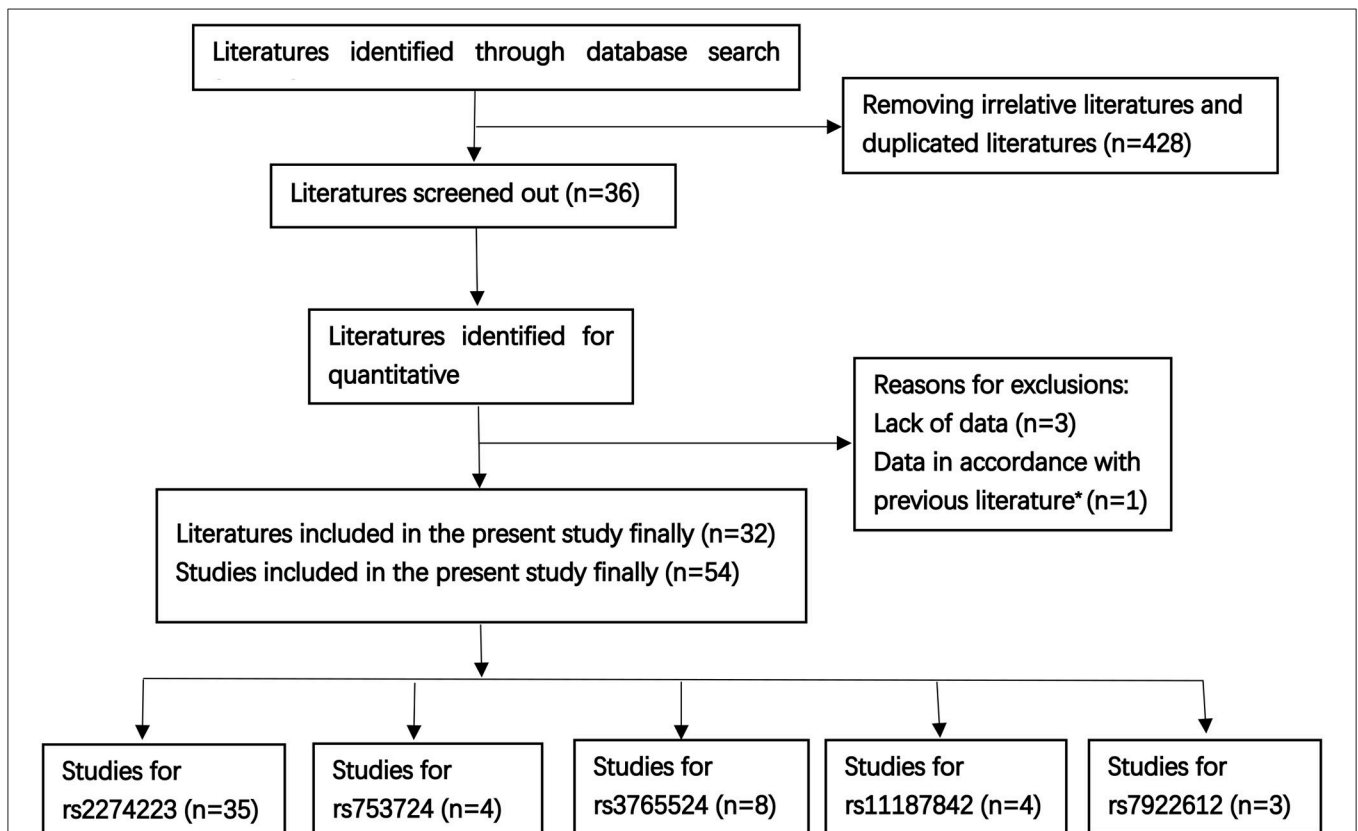 Literatures identified through database search
Removing irrelative literatures and
duplicated literatures (n=428)
Literatures screened out (n=36)
Literatures identified for
quantitative
Reasons for exclusions:
Lack of data (n=3)
Data in accordance with
previous literature* (n=1)
Literatures included in the present study finally (n=32)
Studies included in the present study finally (n=54)
Studies for
rs2274223 (n=35)
Studies for
rs753724 (n=4)
Studies for
rs3765524 (n=8)
Studies for
rs11187842 (n=4)
Studies for
rs7922612 (n=3)